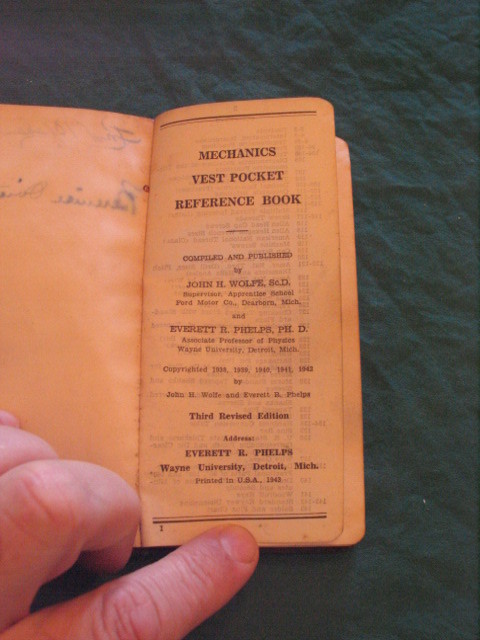 MECHANICS
VEST POCKET
REFERENCE BOOK
COMPILED AND PUBLISHED
by
JOHN H. WOLFE, Sc.D.
Supervisor: Apprentice School
Ford Motor Co., Dearborn, Mich.
and
EVERETT R. PHELPS, PH. D.
Associate Professor of Physics
Wayne University, Detroit, Mich.
Copyrighted 1938, 1939, 1940, 1941, 1942
by
John H. Wolfe and Everett R. Phelps
Third Revised Edition
Address:
EVERETT R. PHELPS
Wayne University, Detroit, Mich.
Printed in U.S.A., 1943
1